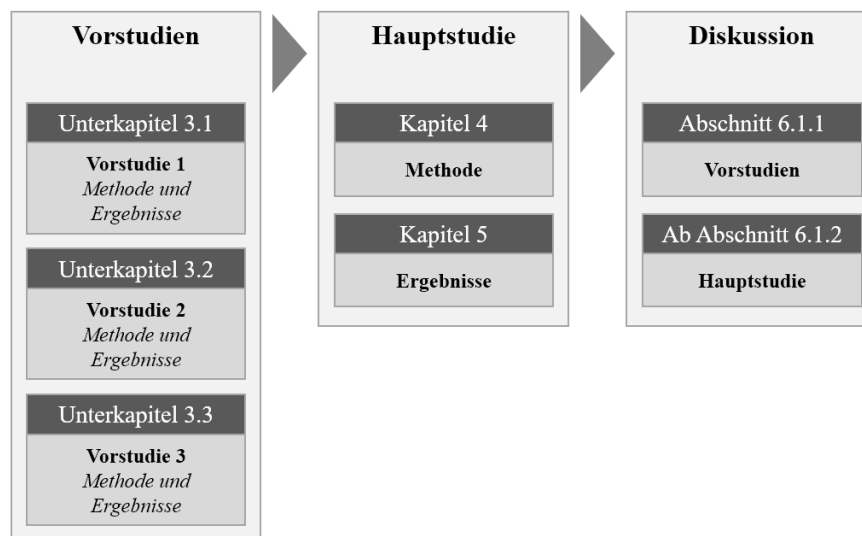 Vorstudien
Unterkapitel 3.1
Vorstudie 1
Methode und
Ergebnisse
Unterkapitel 3.2
Vorstudie 2
Methode und
Ergebnisse
Unterkapitel 3.3
Vorstudie 3
Methode und
Ergebnisse
Hauptstudie
Kapitel 4
Methode
Kapitel 5
Ergebnisse
Diskussion
Abschnitt 6.1.1
Vorstudien
Ab Abschnitt 6.1.2
Hauptstudie